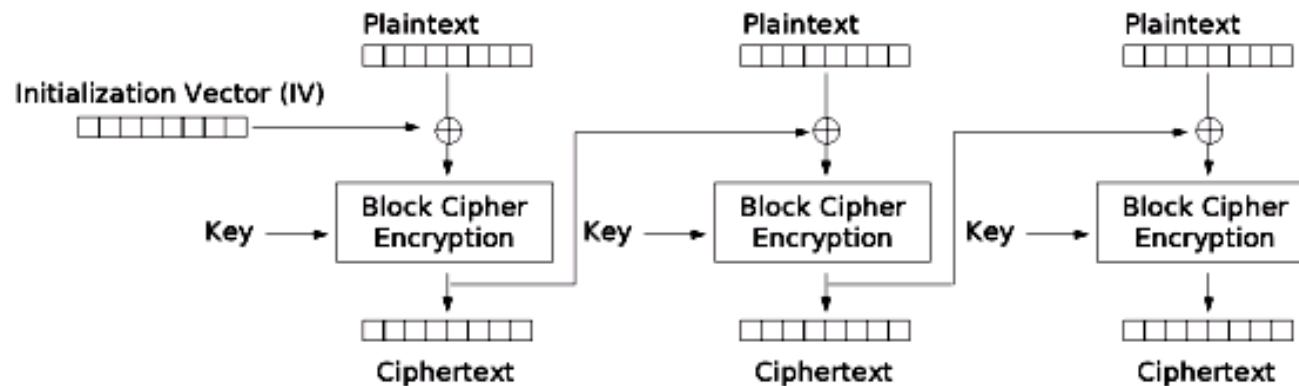 Plaintext
Plaintext
Plaintext
Initialization Vector (IV)
Key
Block Cipher
Encryption
Key
Block Cipher
Encryption
Key
Block Cipher
Encryption
Ciphertext
Ciphertext
Ciphertext